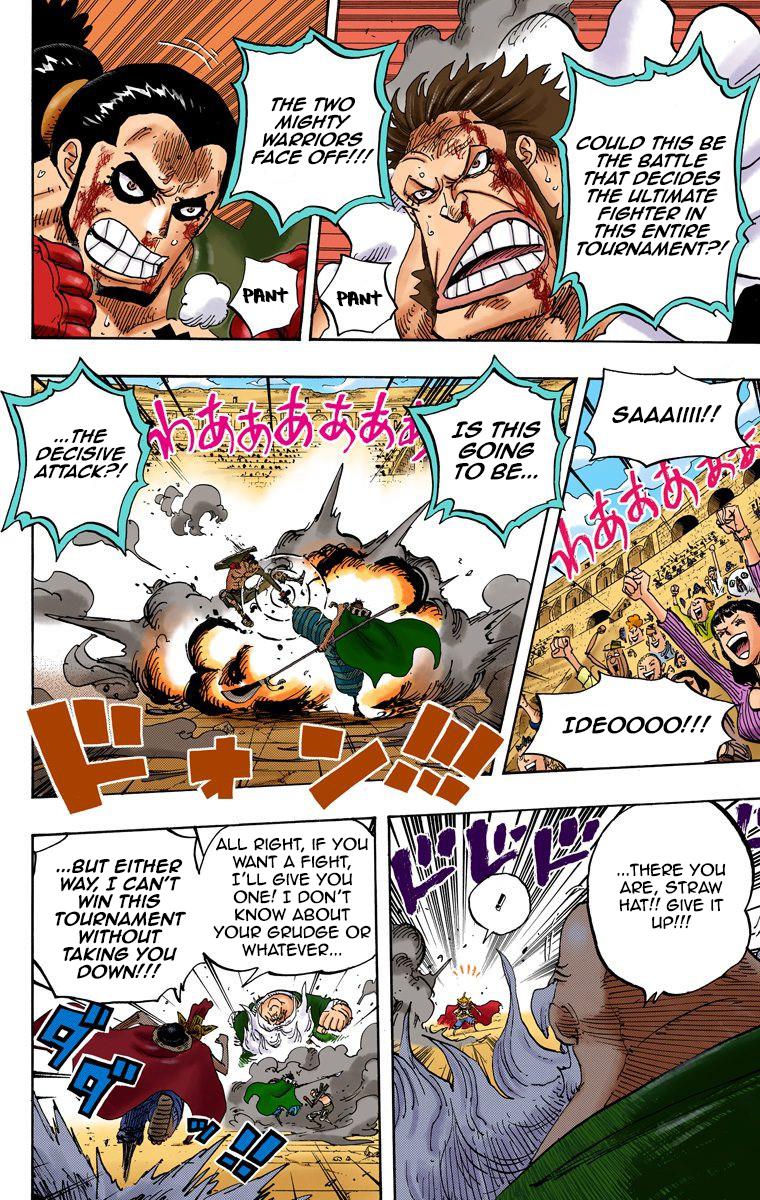 COULD THIS BE
THE BATTLE
THAT DECIDES
THE ULTIMATE
FIGHTER IN
THIS ENTIRE
TOURNAMENT?!
PANT
THE TWO
MIGHTY
WARRIORS
FACE OFF!!!
PANT
SAAAIIII!!
わあああああ
IDEOOOO!!!
IS THIS
GOING
TO BE...
わああああああ
...THE
DECISIVE
ATTACK?!
ドォン!!!
...THERE YOU
ARE, STRAW
HAT!! GIVE IT
UP!!!
!
ドドド
ALL RIGHT, IF YOU
WANT A FIGHT,
I'LL GIVE YOU
ONE! I DON'T
KNOW ABOUT
YOUR GRUDGE OR
WHATEVER...
...BUT EITHER
WAY, I CAN'T
WIN THIS
TOURNAMENT
WITHOUT
TAKING YOU
DOWN!!!
ダダダッ!!